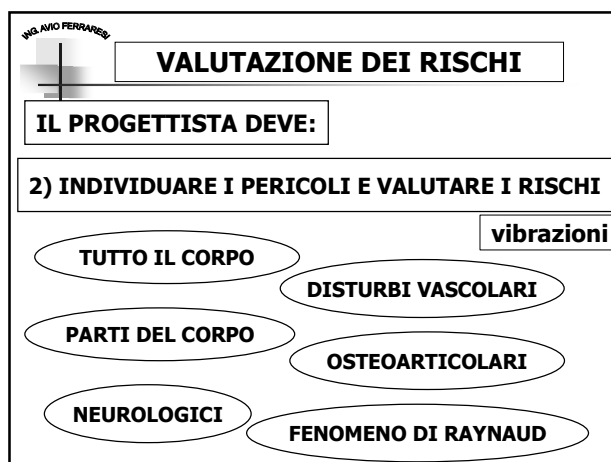 ING. AVIO FERRARESI
VALUTAZIONE DEI RISCHI
IL PROGETTISTA DEVE:
2) INDIVIDUARE I PERICOLI E VALUTARE I RISCHI
vibrazioni
TUTTO IL CORPO
DISTURBI VASCOLARI
PARTI DEL CORPO
OSTEOARTICOLARI
NEUROLOGICI
FENOMENO DI RAYNAUD